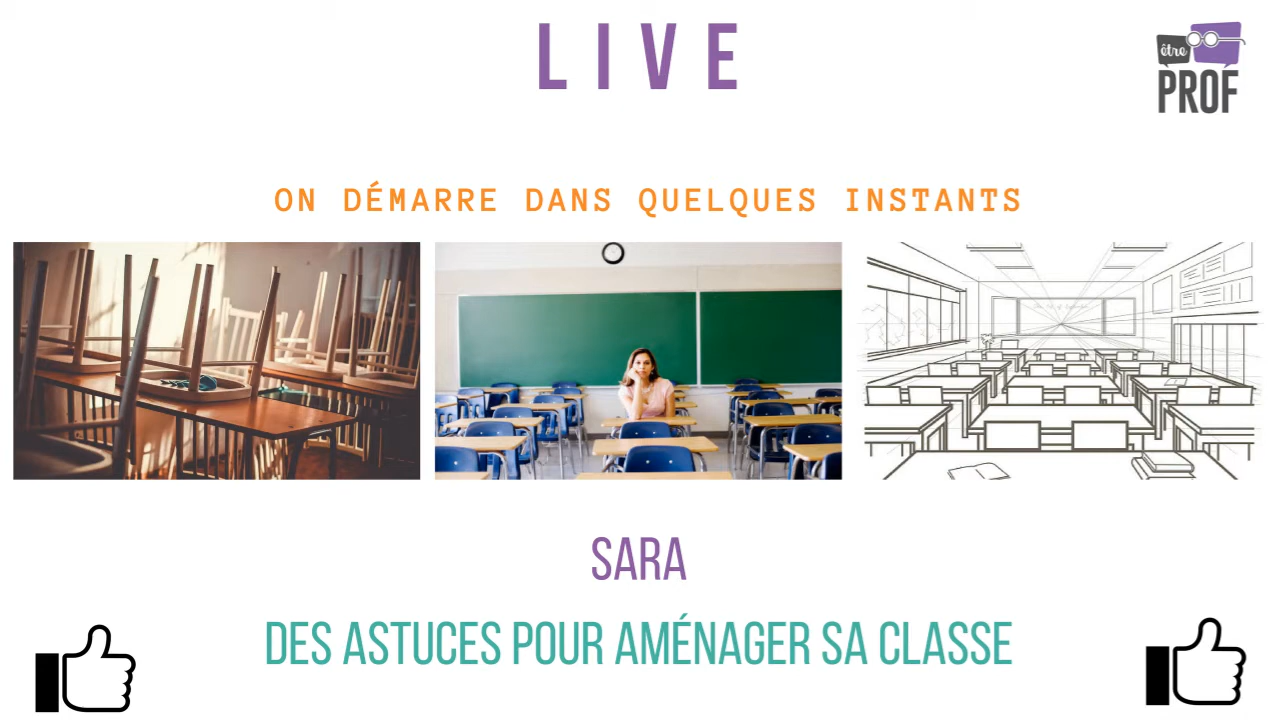 LIVE
être
PROF
ON DÉMARRE DANS QUELQUES INSTANTS
SARA
DES ASTUCES POUR AMÉNAGER SA CLASSE